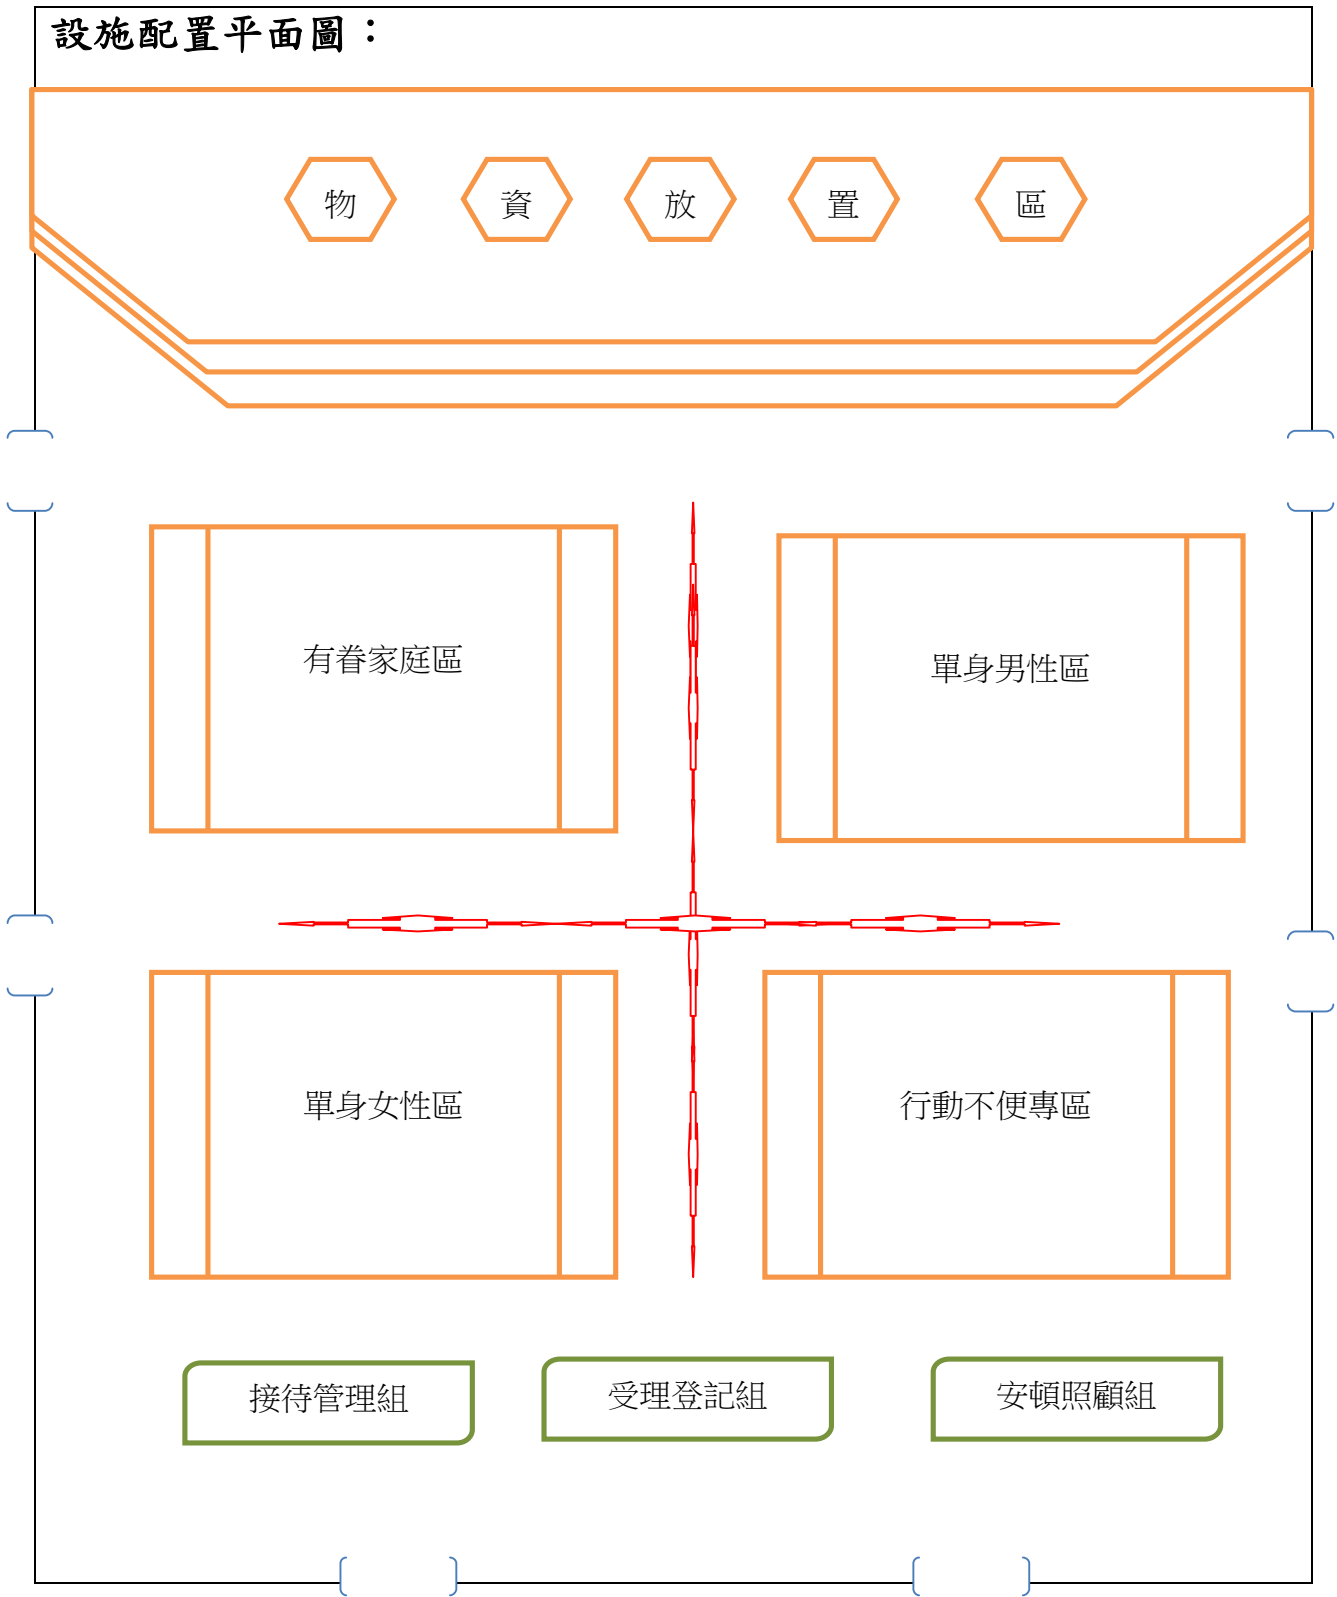 設施配置平面圖：
物 資 放 置 區
有眷家庭區
單身男性區
單身女性區
行動不便專區
接待管理組
受理登記組
安頓照顧組